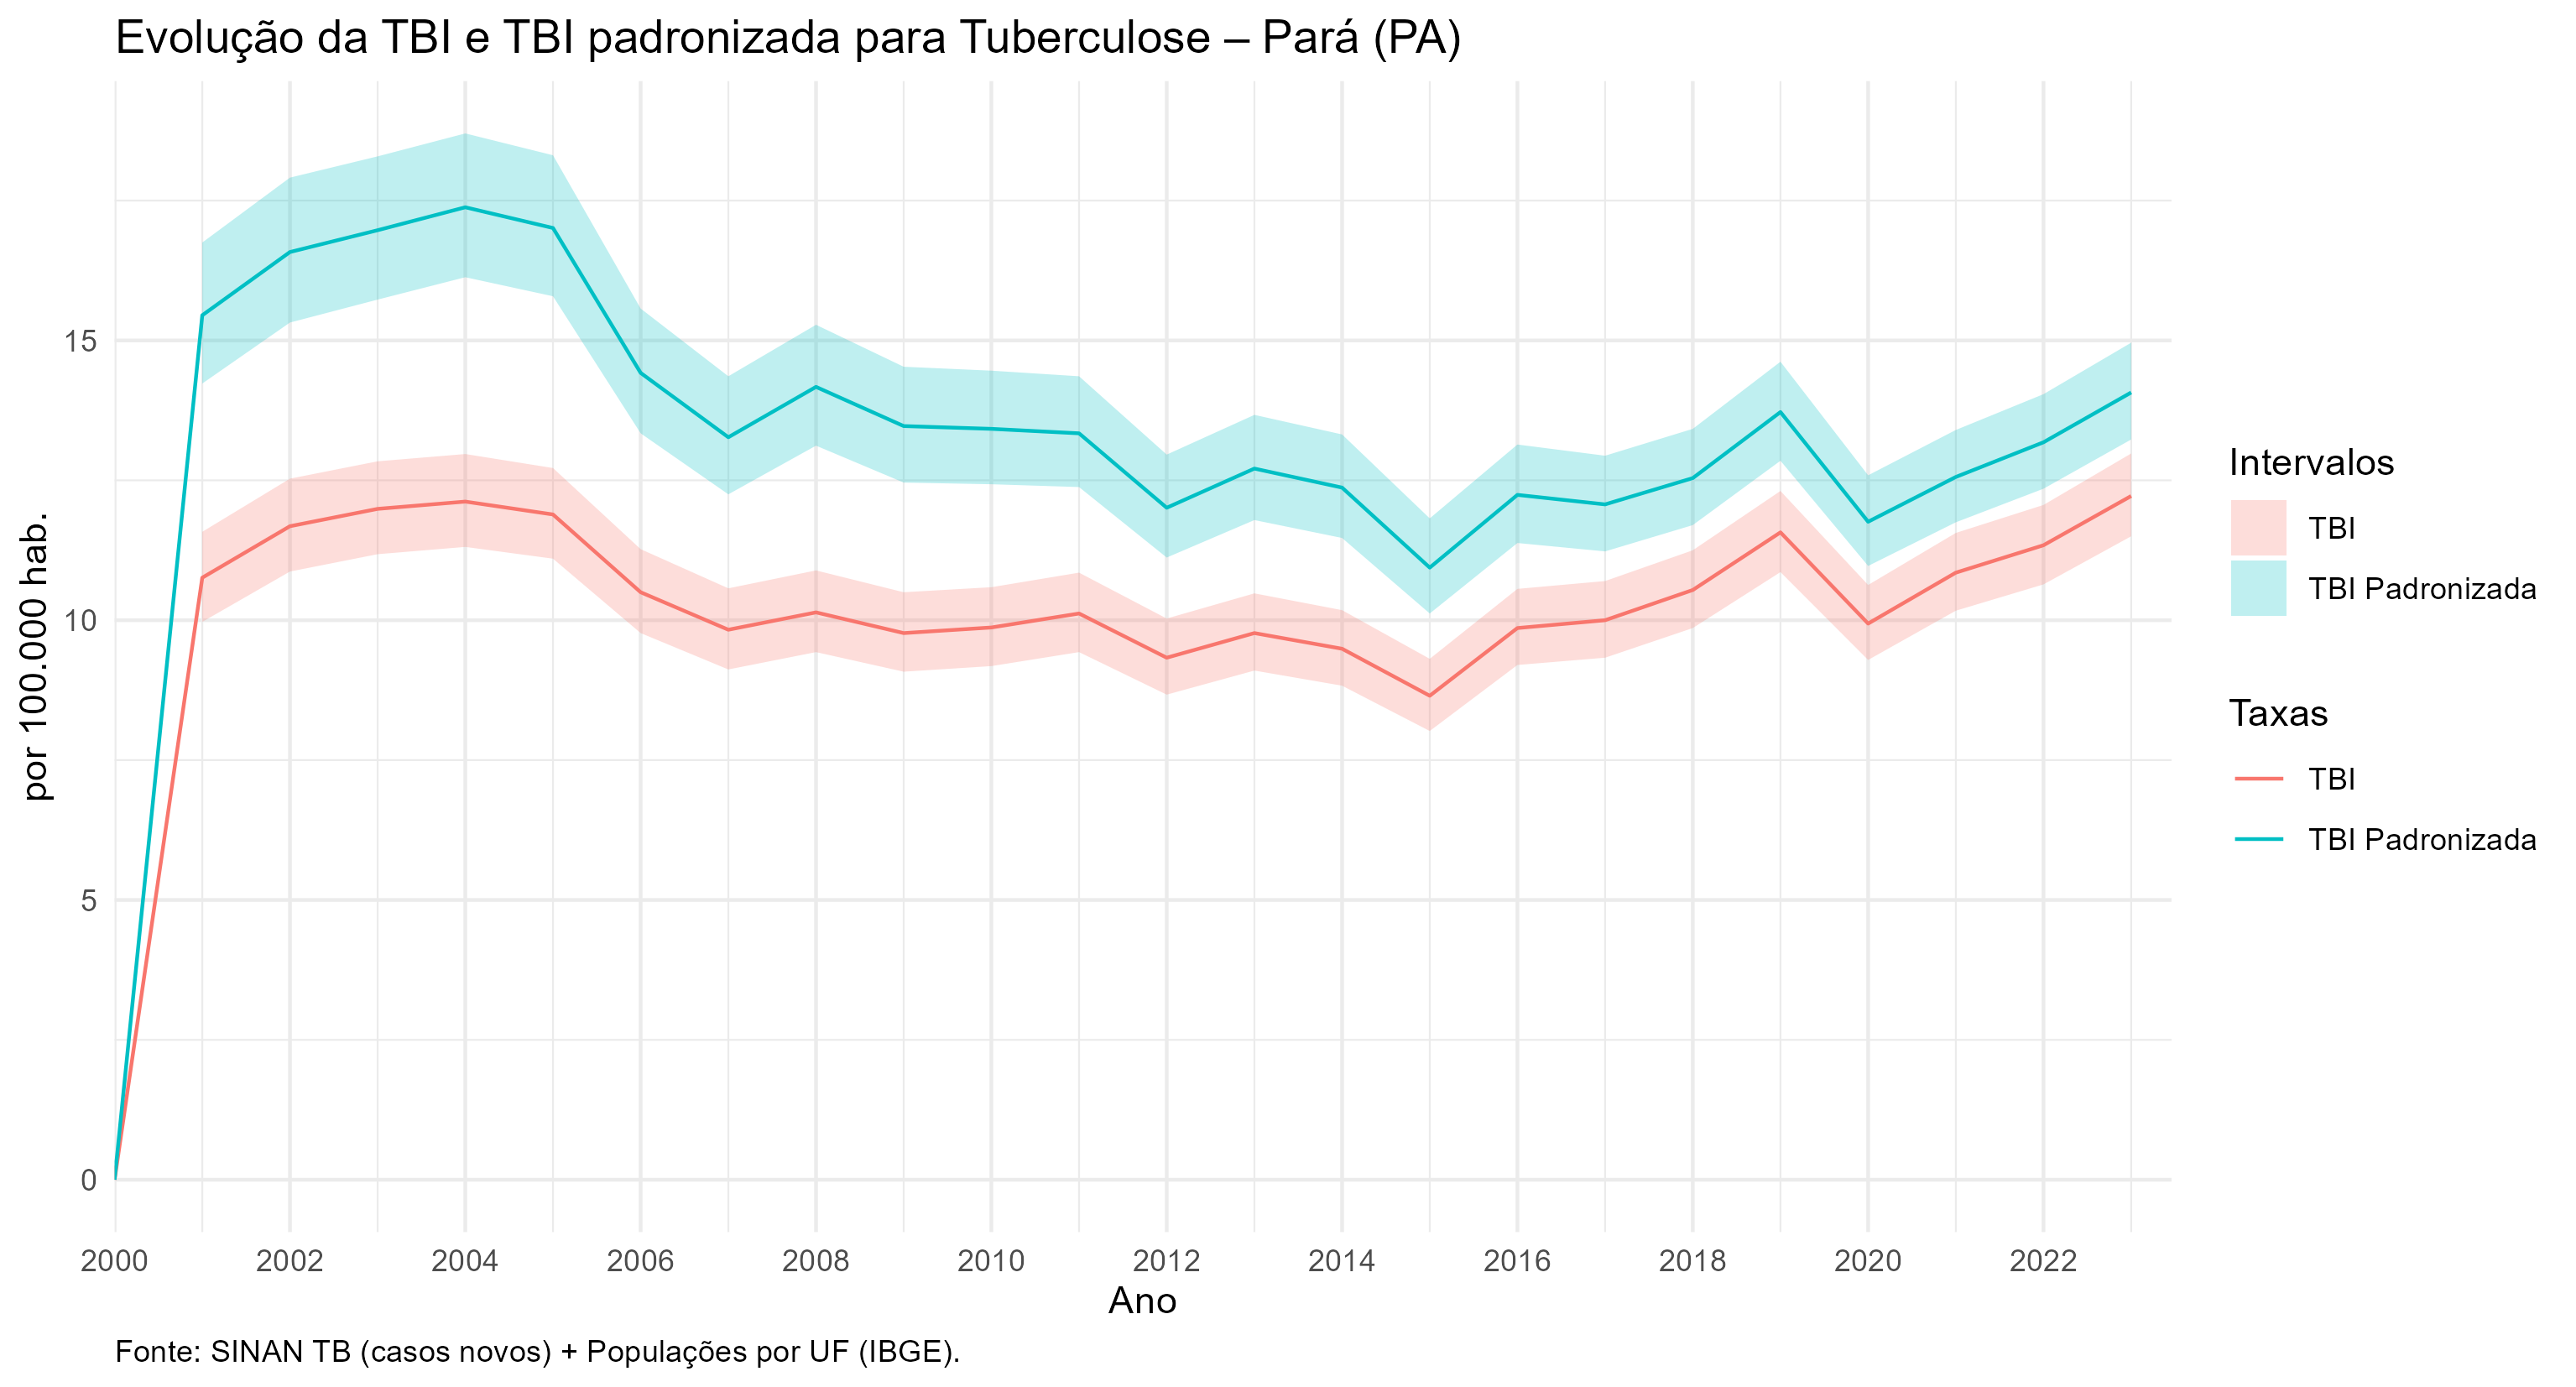 Evolução da TBI e TBI padronizada para Tuberculose – Pará (PA)
por 100.000 hab.
15
10
5
0
2000 2002 2004 2006 2008 2010 2012 2014 2016 2018 2020 2022
Ano
Intervalos
TBI
TBI Padronizada
Taxas
TBI
TBI Padronizada
Fonte: SINAN TB (casos novos) + Populações por UF (IBGE).